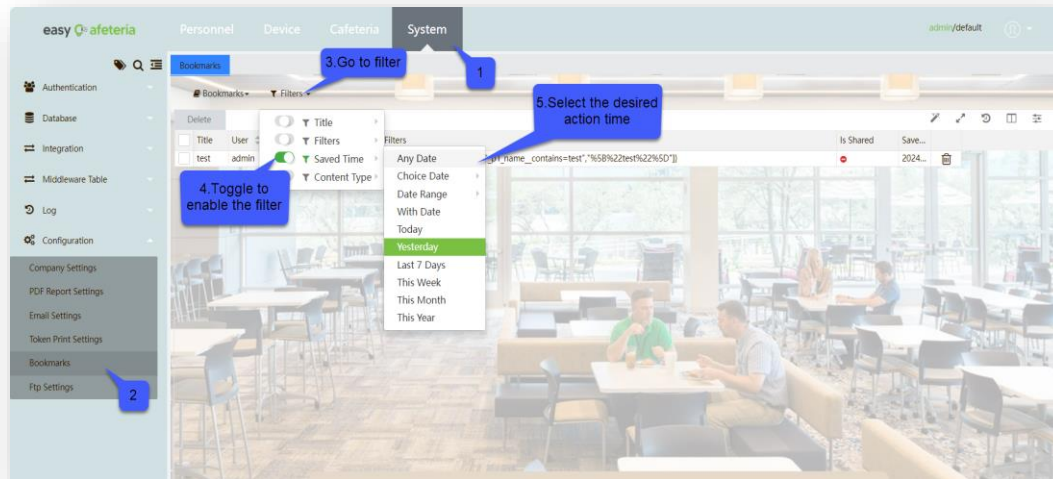 easy afeteria
Personnel
Device
Cafeteria
System
admin/default
1
Bookmarks
3.Go to filter
Bookmarks
Filters
Delete
Title
User
Filters
Is Shared
Save...
test
admin
_name__contains=test","%5B%22test%22%5D"]]
2024...
Title
Filters
Saved Time
Content Type
4.Toggle to
enable the filter
5.Select the desired
action time
Any Date
Choice Date
Date Range
With Date
Today
Yesterday
Last 7 Days
This Week
This Month
This Year
Authentication
Database
Integration
Middleware Table
Log
Configuration
Company Settings
PDF Report Settings
Email Settings
Token Print Settings
Bookmarks
Ftp Settings
2